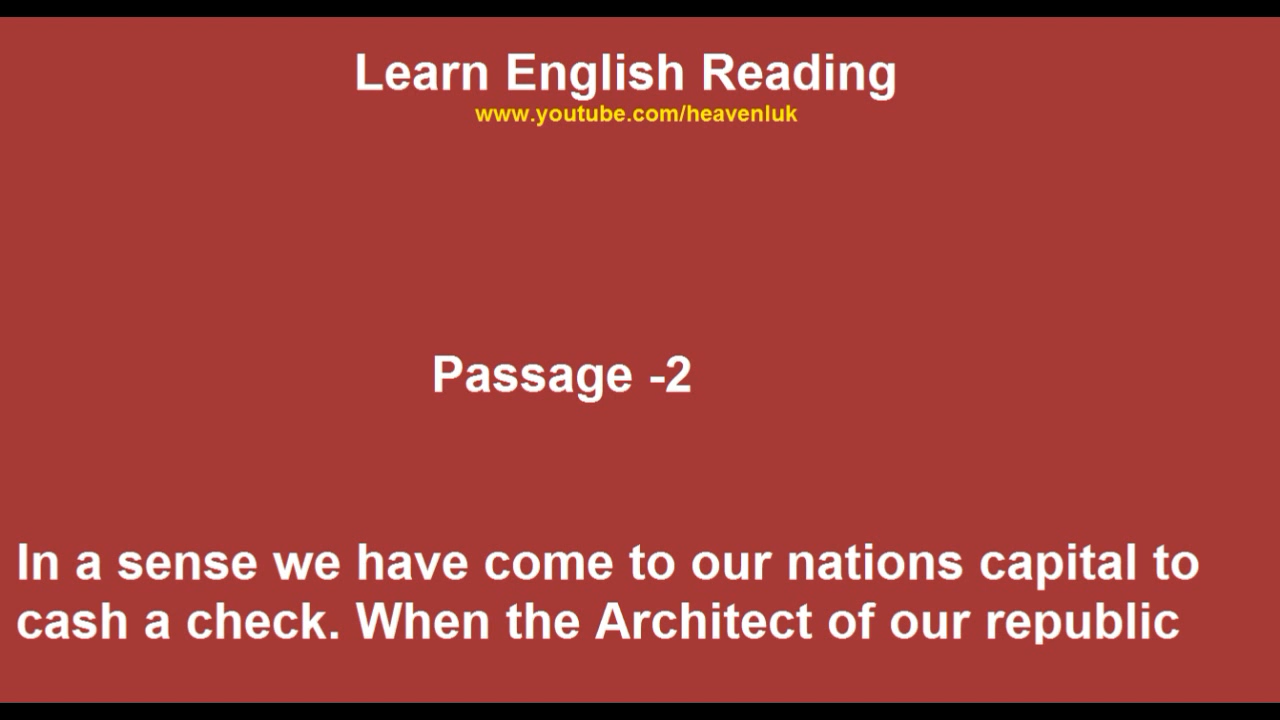 Learn English Reading
www.youtube.com/heavenluk
Passage -2
In a sense we have come to our nations capital to
cash a check. When the Architect of our republic